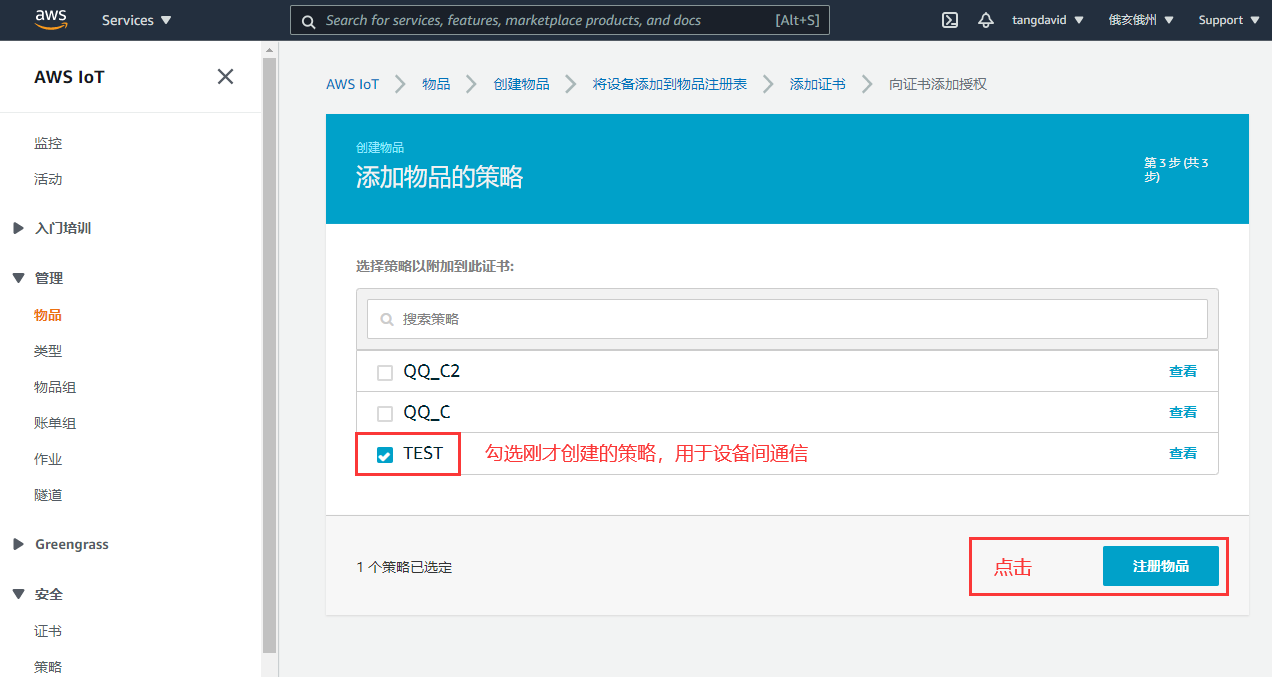 aws
Services
Search for services, features, marketplace products, and docs
[Alt+S]
tangdavid
俄亥俄州
Support
AWS IoT
监控
活动
入门培训
管理
物品
类型
物品组
账单组
作业
隧道
Greengrass
安全
证书
策略
AWS IoT
物品
创建物品
将设备添加到物品注册表
添加证书
向证书添加授权
创建物品
添加物品的策略
第 3 步 (共 3
步)
选择策略以附加到此证书:
搜索策略
QQ_C2
查看
QQ_C
查看
TEST
勾选刚才创建的策略，用于设备间通信
查看
1 个策略已选定
点击
注册物品